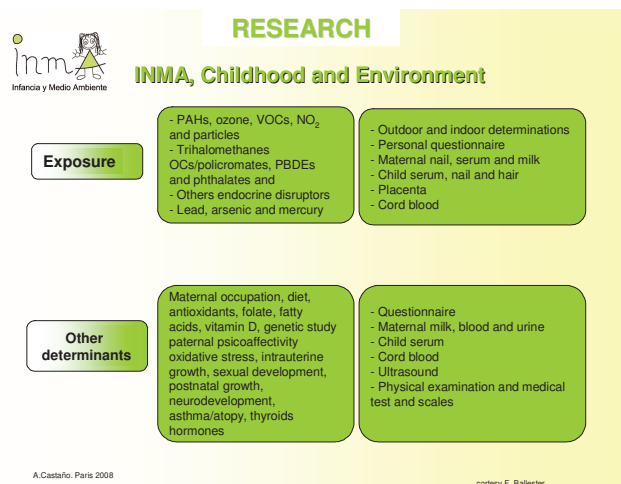 RESEARCH
inma
Infancia y Medio Ambiente
INMA, Childhood and Environment
Exposure
- PAHs, ozone, VOCs, NO2
and particles
- Trihalomethanes
OCs/policromates, PBDEs
and phthalates and
- Others endocrine disruptors
- Lead, arsenic and mercury
- Outdoor and indoor determinations
- Personal questionnaire
- Maternal nail, serum and milk
- Child serum, nail and hair
- Placenta
- Cord blood
Other
determinants
Maternal occupation, diet,
antioxidants, folate, fatty
acids, vitamin D, genetic study
paternal psicoaffectivity
oxidative stress, intrauterine
growth, sexual development,
postnatal growth,
neurodevelopment,
asthma/atopy, thyroids
hormones
- Questionnaire
- Maternal milk, blood and urine
- Child serum
- Cord blood
- Ultrasound
- Physical examination and medical
test and scales
A.Castaño. Paris 2008
cortesy F. Ballester